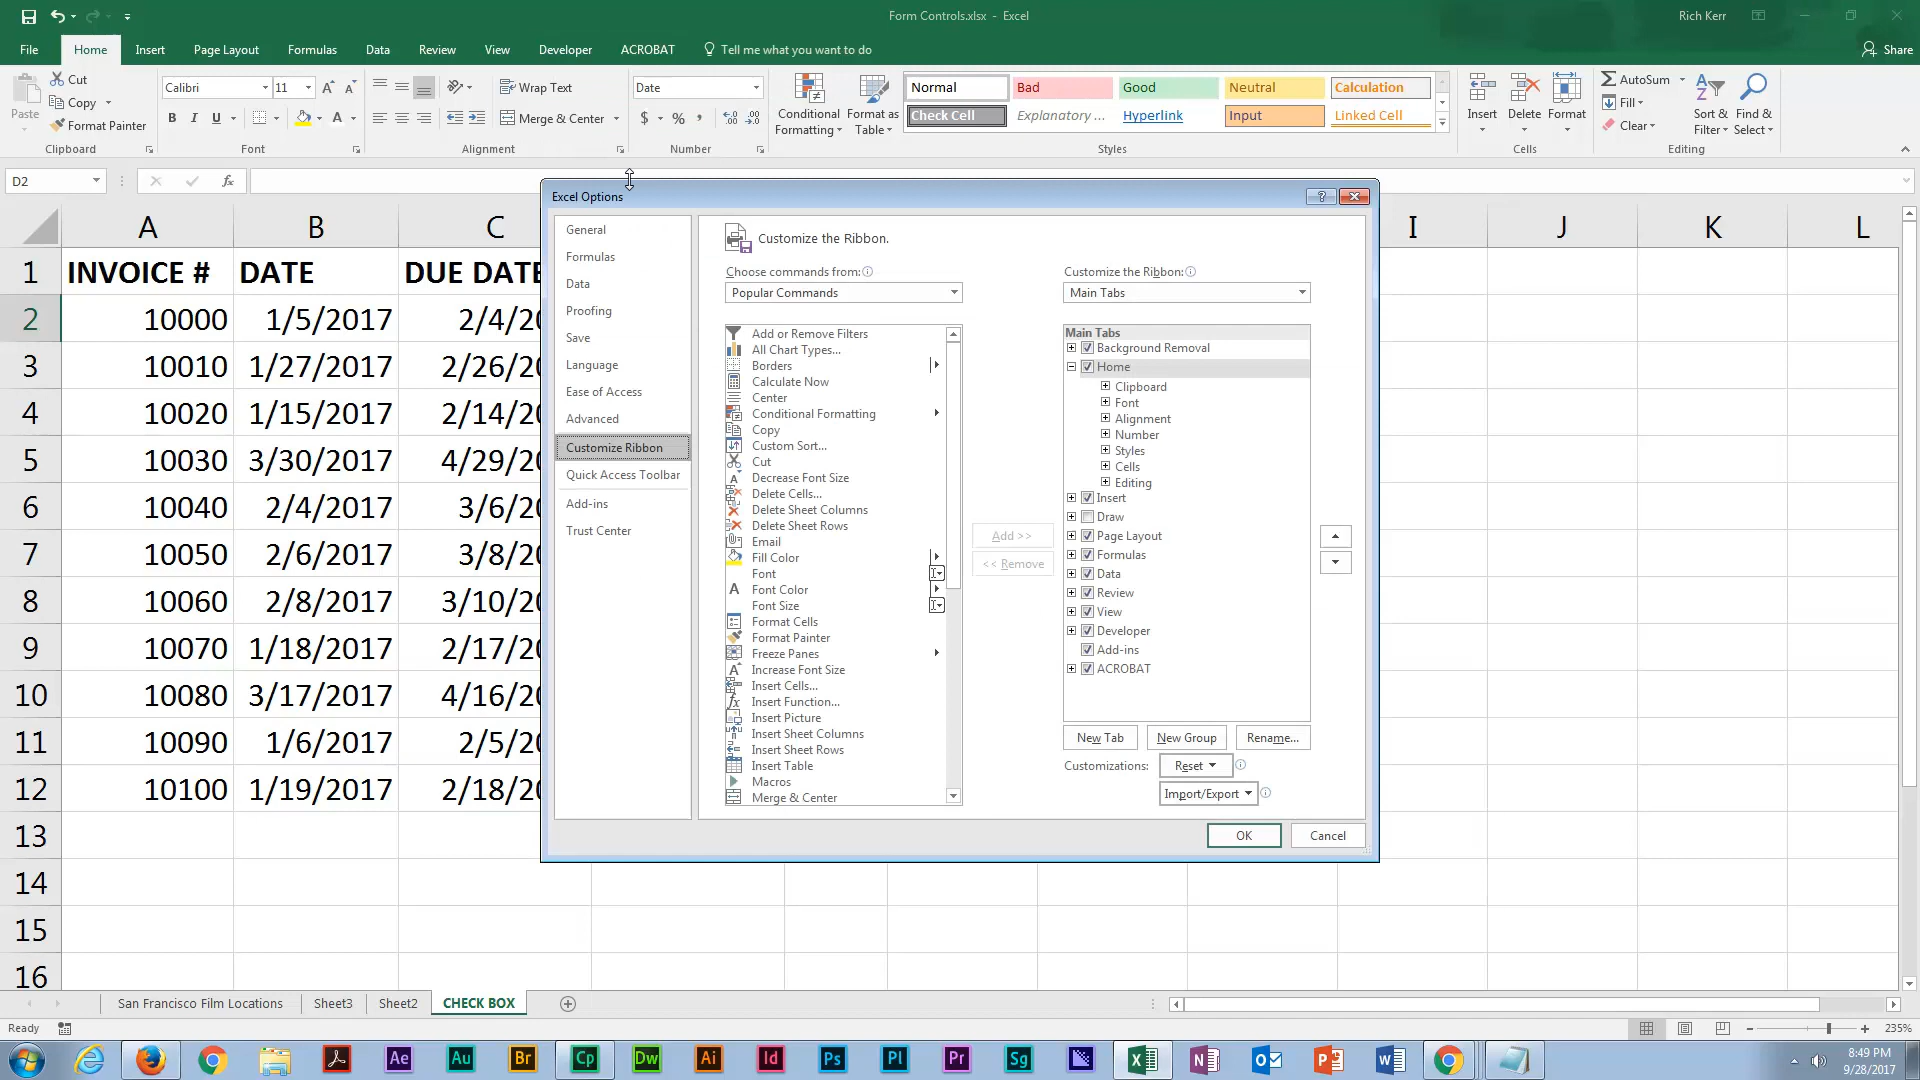 Form Controls.xlsx - Excel
Rich Kerr
File Home Insert Page Layout Formulas Data Review View Developer ACROBAT Tell me what you want to do Share
Paste Cut
Copy
Format Painter
Clipboard
Calibri 11
A A
B I U A
Font
Wrap Text
Merge & Center
Alignment
Date
$ % ,
Number
Conditional Formatting
Format as Table
Normal Bad Good Neutral Calculation
Check Cell Explanatory ... Hyperlink Input Linked Cell
Styles
Insert Delete Format
Cells
AutoSum
Fill
Clear
Sort & Filter
Find & Select
Editing
D2 fx
A B C I J K L
1 INVOICE # DATE DUE DATE
2 10000 1/5/2017 2/4/20
3 10010 1/27/2017 2/26/20
4 10020 1/15/2017 2/14/20
5 10030 3/30/2017 4/29/20
6 10040 2/4/2017 3/6/20
7 10050 2/6/2017 3/8/20
8 10060 2/8/2017 3/10/20
9 10070 1/18/2017 2/17/20
10 10080 3/17/2017 4/16/20
11 10090 1/6/2017 2/5/20
12 10100 1/19/2017 2/18/20
13
14
15
16
Excel Options
General
Formulas
Data
Proofing
Save
Language
Ease of Access
Advanced
Customize Ribbon
Quick Access Toolbar
Add-ins
Trust Center
Customize the Ribbon.
Choose commands from:
Popular Commands
Add or Remove Filters
All Chart Types...
Borders
Calculate Now
Center
Conditional Formatting
Copy
Custom Sort...
Cut
Decrease Font Size
Delete Cells...
Delete Sheet Columns
Delete Sheet Rows
Email
Fill Color
Font
Font Color
Font Size
Format Cells
Format Painter
Freeze Panes
Increase Font Size
Insert Cells...
Insert Function...
Insert Picture
Insert Sheet Columns
Insert Sheet Rows
Insert Table
Macros
Merge & Center
Add >>
<< Remove
Customize the Ribbon:
Main Tabs
Main Tabs
Background Removal
Home
Clipboard
Font
Alignment
Number
Styles
Cells
Editing
Insert
Draw
Page Layout
Formulas
Data
Review
View
Developer
Add-ins
ACROBAT
New Tab New Group Rename...
Customizations: Reset
Import/Export
OK Cancel
San Francisco Film Locations Sheet3 Sheet2 CHECK BOX
Ready 235%
Ae Au Br Cp Dw Ai Id Ps Pl Pr Sg
8:49 PM
9/28/2017